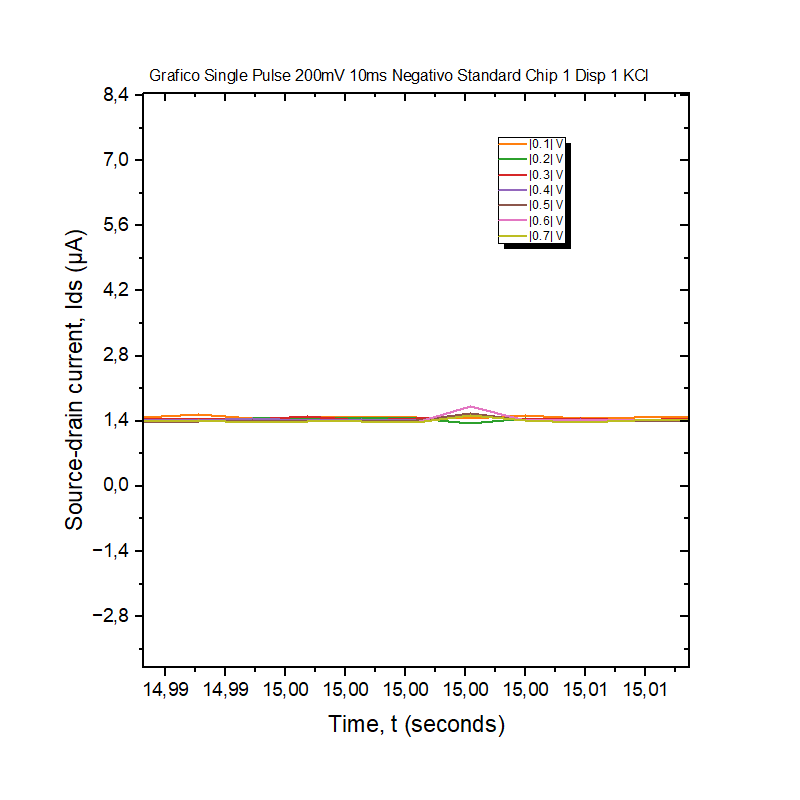 Grafico Single Pulse 200mV 10ms Negativo Standard Chip 1 Disp 1 KCl
8,4
|0.1| V
|0.2| V
7,0
|0.3| V
|0.4| V
|0.5| V
|0.6| V
5,6
|0.7| V
4,2
2,8
1,4
0,0
−1,4
−2,8
Source-drain current, Ids (µA)
14,99 14,99 15,00 15,00 15,00 15,00 15,00 15,01 15,01
Time, t (seconds)